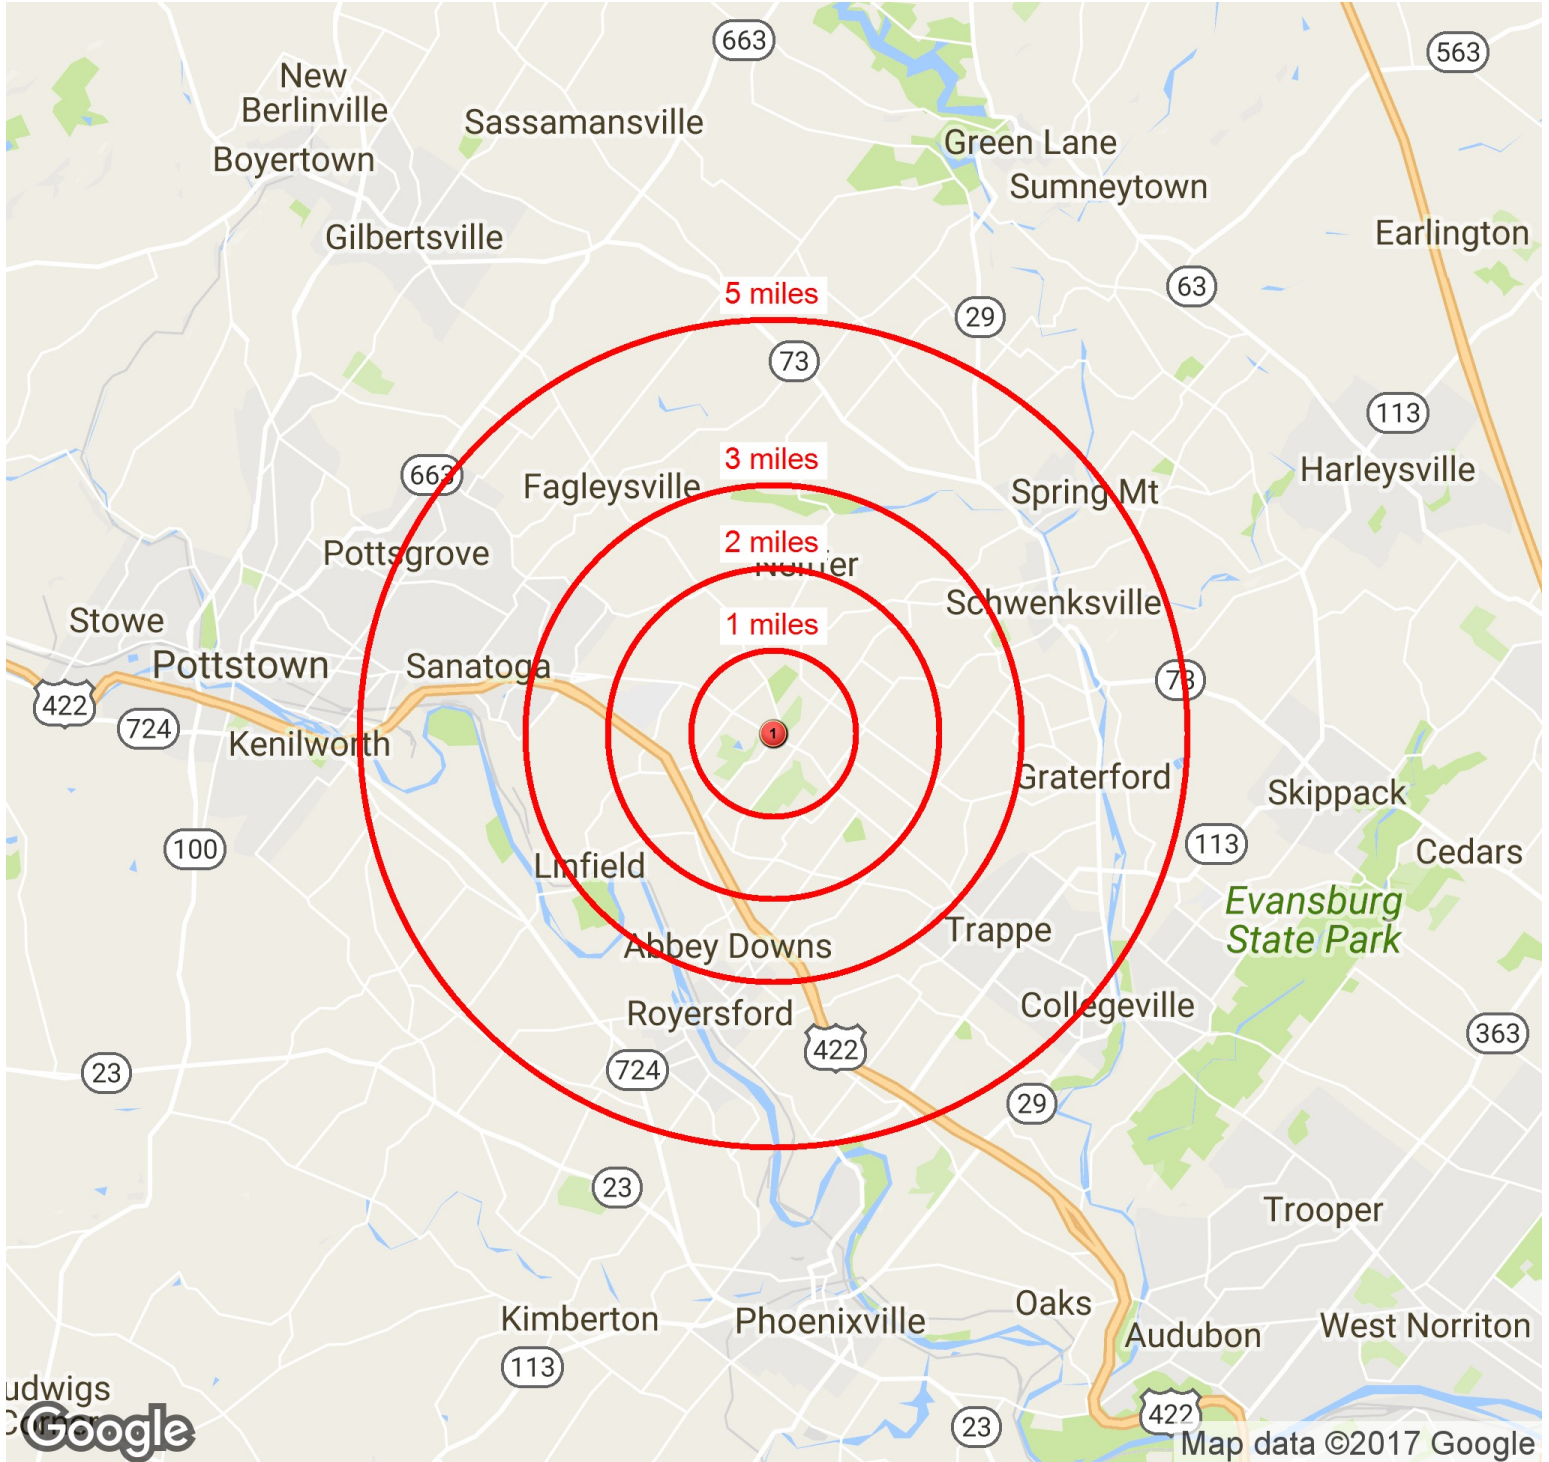 663
563
New
Berlinville
Sassamansville
Boyertown
Green Lane
Sumneytown
Gilbertsville
Earlington
63
5 miles
29
73
113
3 miles
663
Fagleysville
Harleysville
Spring Mt
2 miles
Pottsgrove
Schwenksville
Stowe
1 miles
Pottstown
Sanatoga
73
422
724
Kenilworth
1
Graterford
Skippack
100
113
Cedars
Linfield
Evansburg
State Park
Trappe
Abbey Downs
Royersford
Collegeville
363
422
23
724
29
23
Trooper
Oaks
Kimberton
Phoenixville
Audubon
West Norriton
113
udwigs
Corner
Google
23
422
Map data ©2017 Google